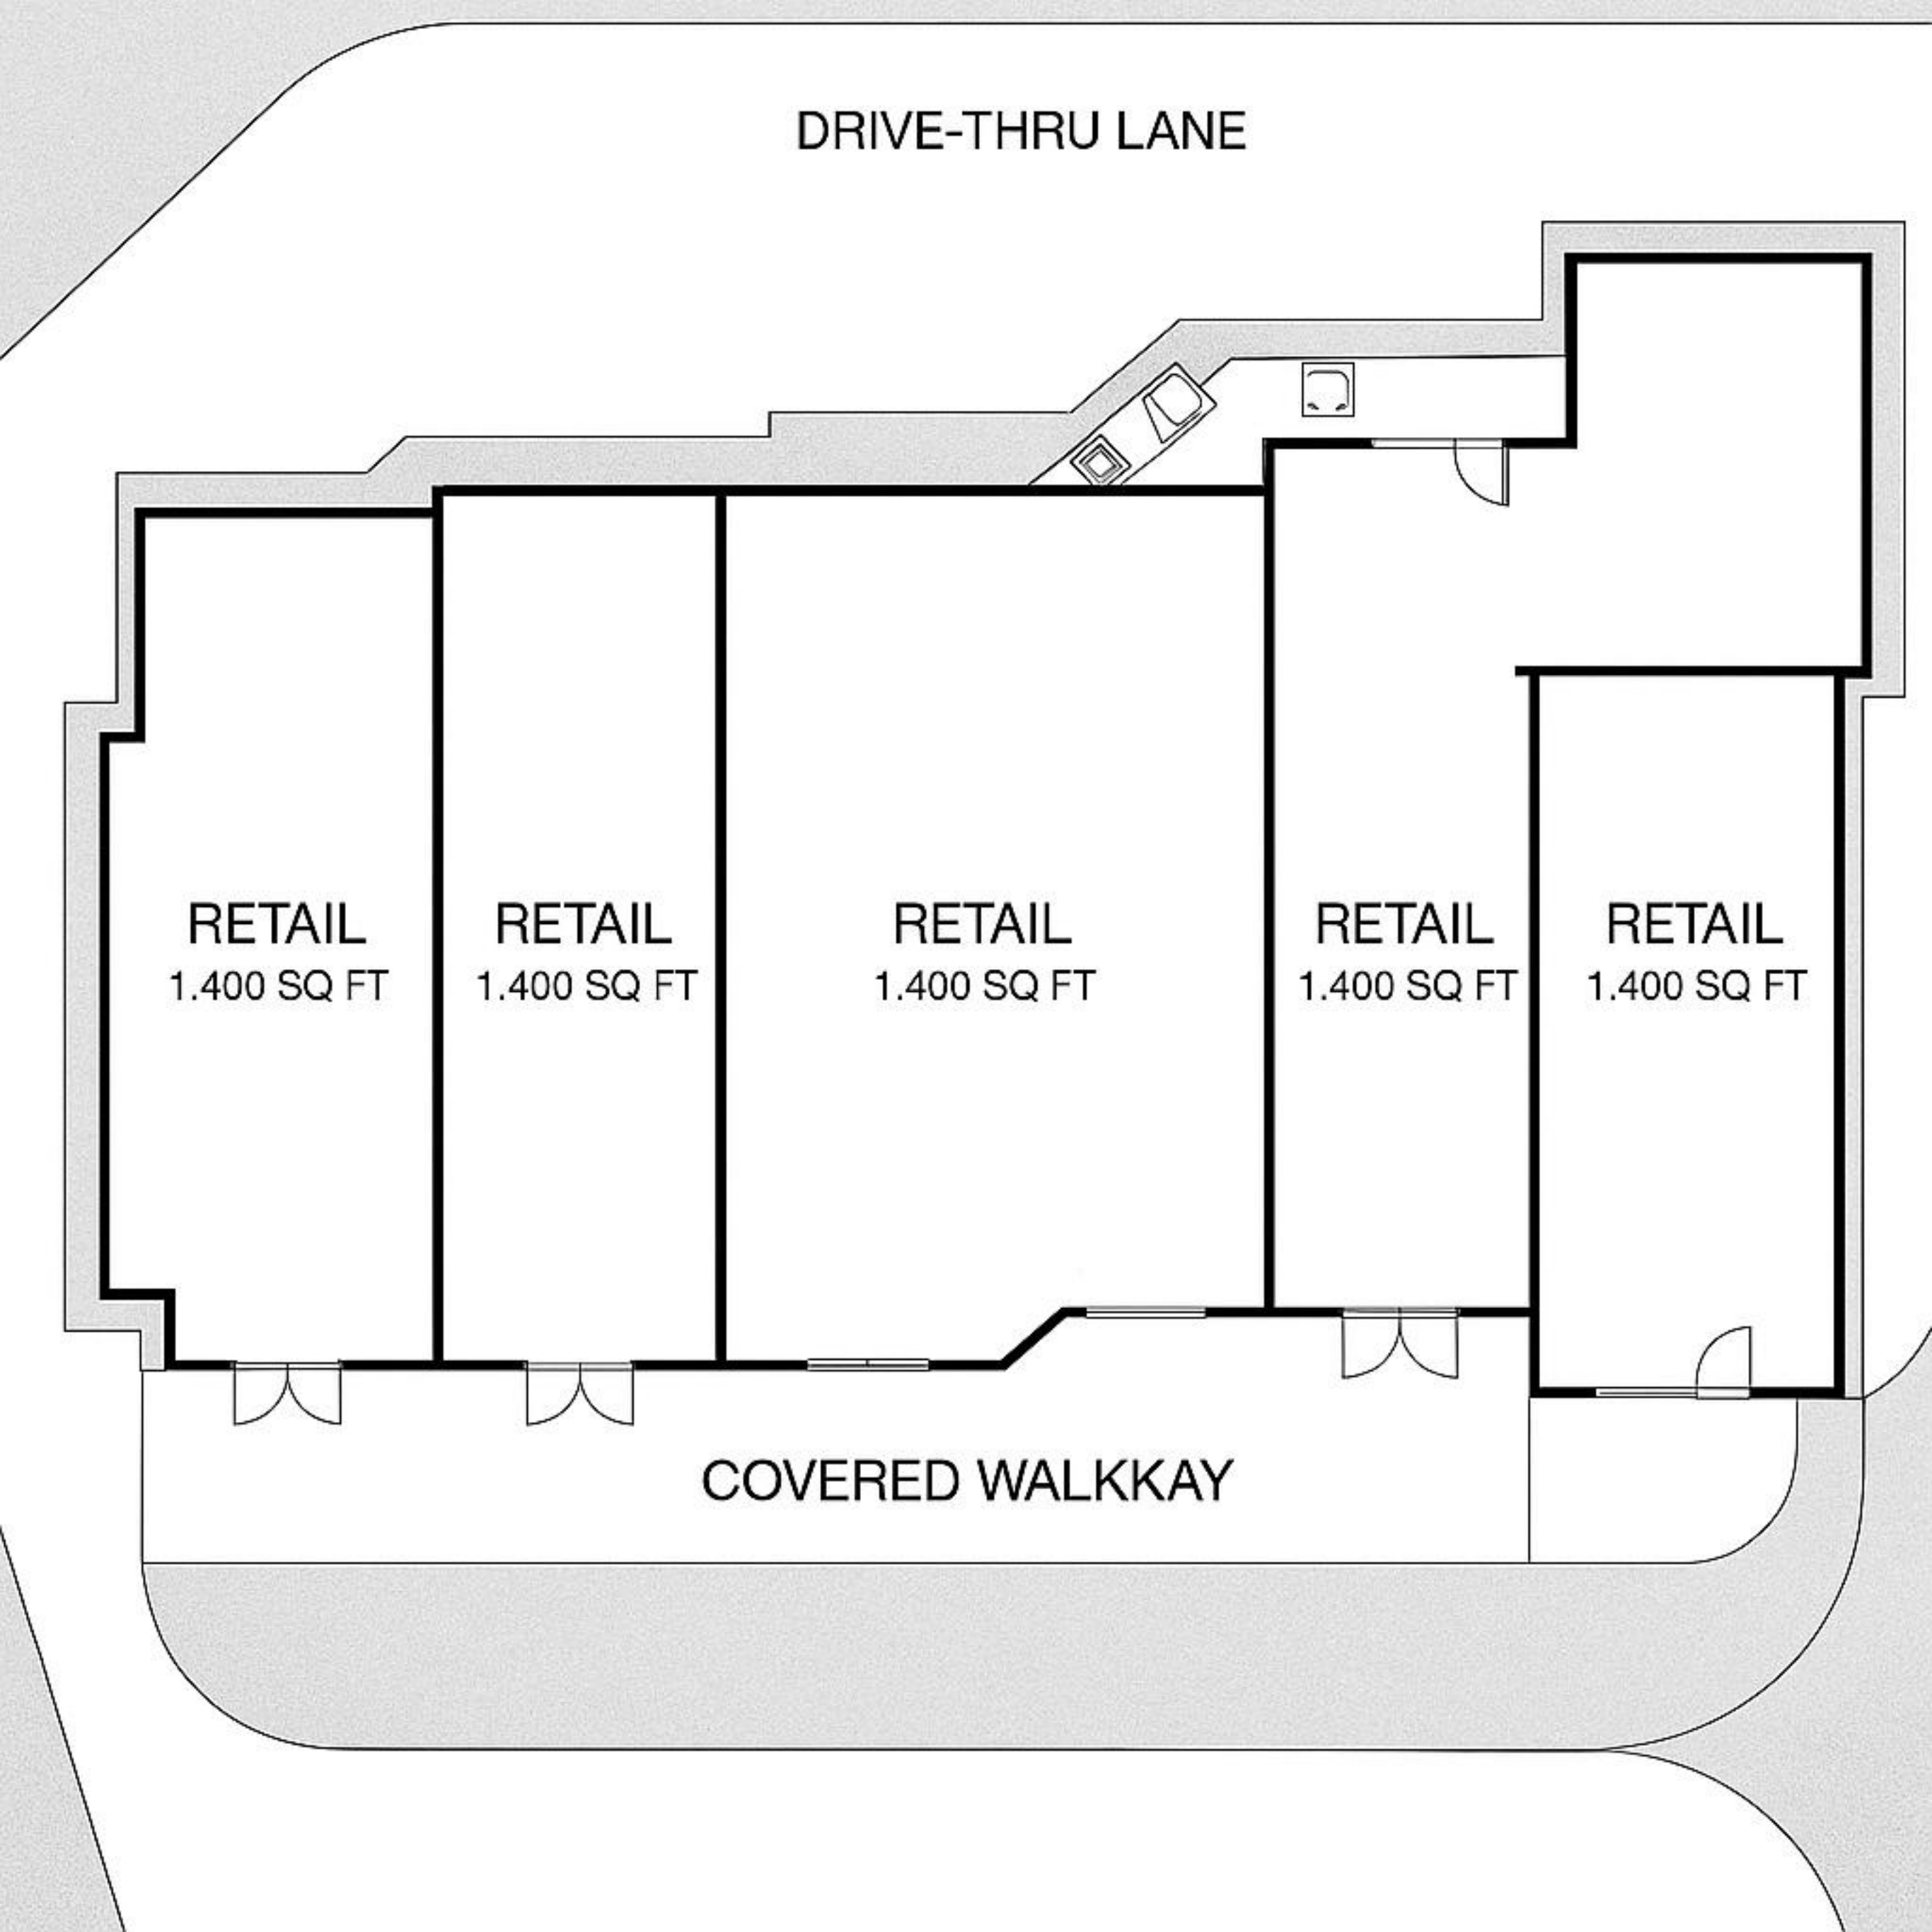 DRIVE-THRU LANE
RETAIL
1.400 SQ FT
RETAIL
1.400 SQ FT
RETAIL
1.400 SQ FT
RETAIL
1.400 SQ FT
RETAIL
1.400 SQ FT
COVERED WALKKAY